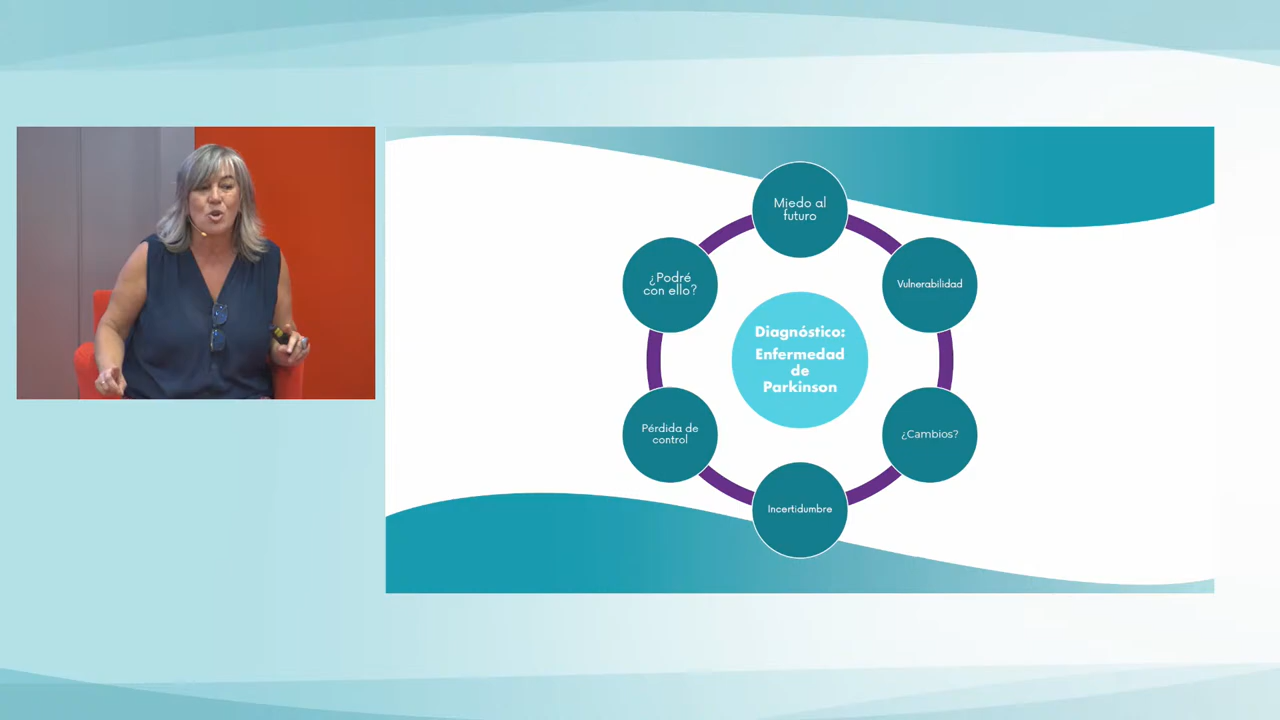 Miedo al
futuro
¿Podré
con ello?
Vulnerabilidad
Diagnóstico:
Enfermedad
de
Parkinson
Pérdida de
control
¿Cambios?
Incertidumbre